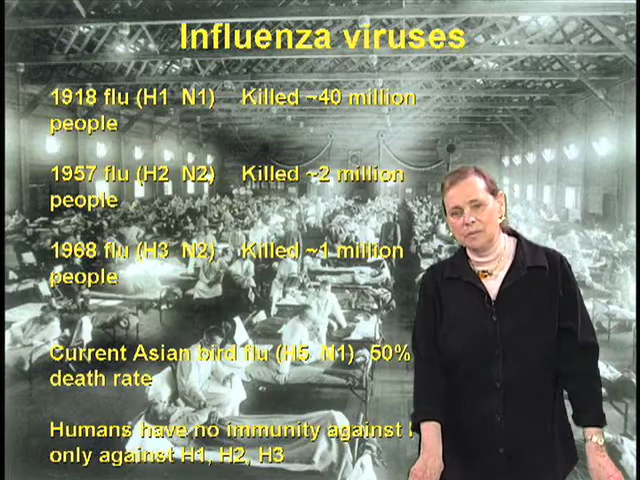 Influenza viruses
1918 flu (H1 N1) Killed ~40 million
people
1957 flu (H2 N2) Killed ~2 million
people
1968 flu (H3 N2) Killed ~1 million
people
Current Asian bird flu (H5 N1) 50%
death rate
Humans have no immunity against
only against H1, H2, H3